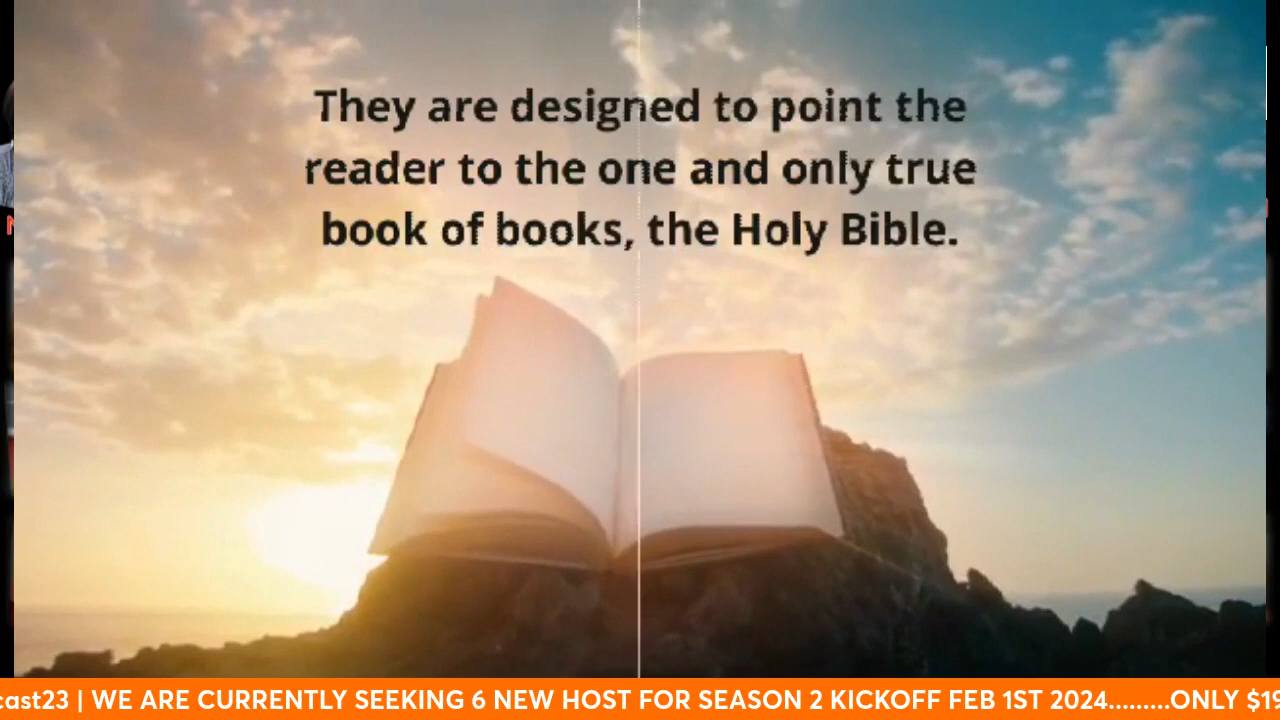 They are designed to point the
reader to the one and only true
book of books, the Holy Bible.
cast23 | WE ARE CURRENTLY SEEKING 6 NEW HOST FOR SEASON 2 KICKOFF FEB 1ST 2024.........ONLY $19